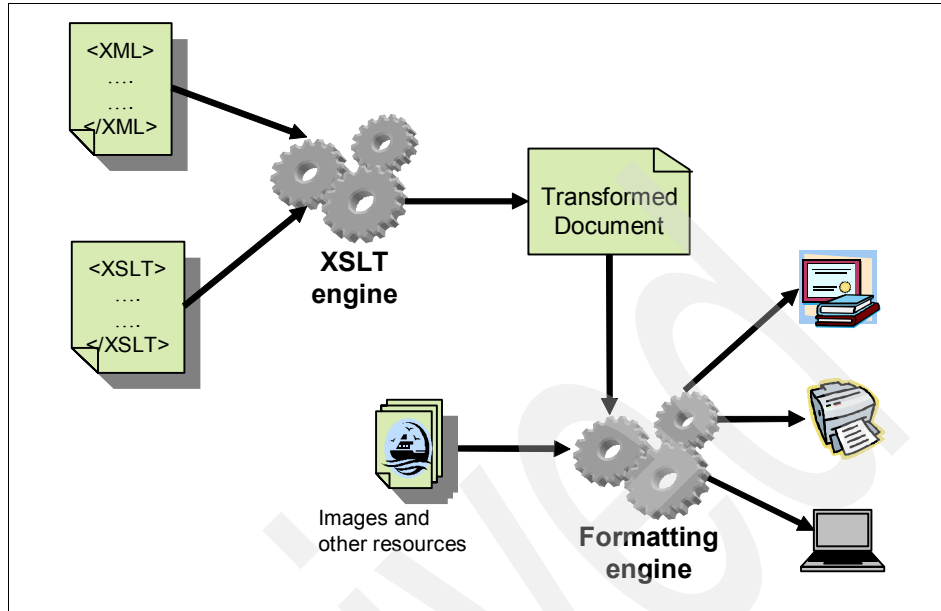 <XML>
....
....
</XML>
<XSLT>
....
....
</XSLT>
XSLT
engine
Transformed
Document
Images and
other resources
Formatting
engine